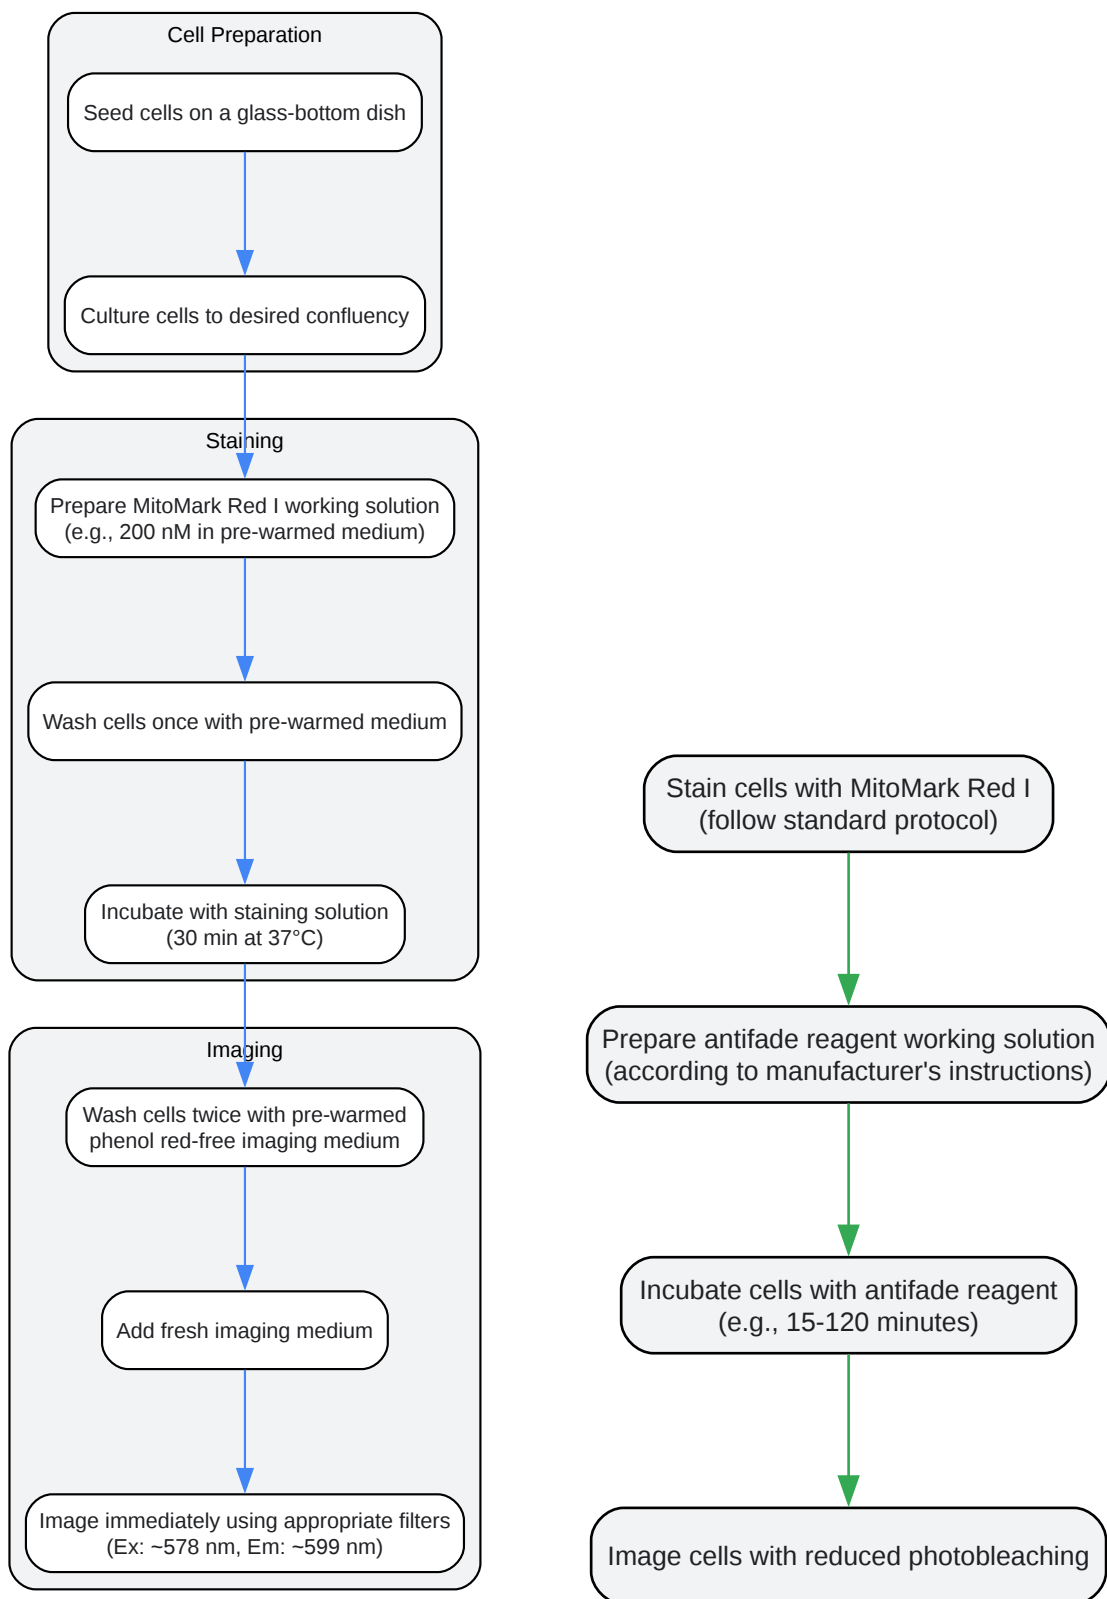 Cell Preparation
Seed cells on a glass-bottom dish
Culture cells to desired confluency
Staining
Prepare MitoMark Red I working solution
(e.g., 200 nM in pre-warmed medium)
Wash cells once with pre-warmed medium
Incubate with staining solution
(30 min at 37°C)
Imaging
Wash cells twice with pre-warmed
phenol red-free imaging medium
Add fresh imaging medium
Image immediately using appropriate filters
(Ex: ~578 nm, Em: ~599 nm)
Stain cells with MitoMark Red I
(follow standard protocol)
Prepare antifade reagent working solution
(according to manufacturer's instructions)
Incubate cells with antifade reagent
(e.g., 15-120 minutes)
Image cells with reduced photobleaching